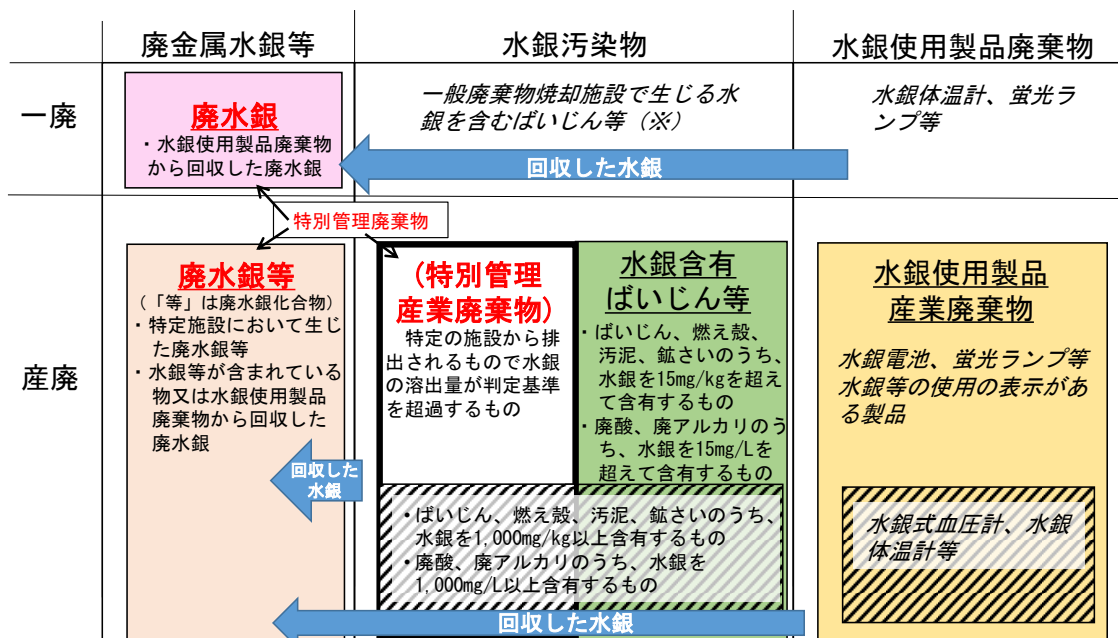 廃金属水銀等
水銀汚染物
水銀使用製品廃棄物
一廃
廃水銀
・水銀使用製品廃棄物
から回収した廃水銀
一般廃棄物焼却施設で生じる水
銀を含むばいじん等（※）
水銀体温計、蛍光ラ
ンプ等
回収した水銀
特別管理廃棄物
産廃
廃水銀等
（「等」は廃水銀化合物）
・特定施設において生じ
た廃水銀等
・水銀等が含まれている
物又は水銀使用製品
廃棄物から回収した
廃水銀
回収した
水銀
(特別管理
産業廃棄物)
特定の施設から排
出されるもので水銀
の溶出量が判定基準
を超過するもの
水銀含有
ばいじん等
・ばいじん、燃え殻、
汚泥、鉱さいのうち、
水銀を15mg/kgを超え
て含有するもの
・廃酸、廃アルカリのう
ち、水銀を15mg/Lを
超えて含有するもの
・ばいじん、燃え殻、汚泥、鉱さいのうち、
水銀を1,000mg/kg以上含有するもの
・廃酸、廃アルカリのうち、水銀を
1,000mg/L以上含有するもの
水銀使用製品
産業廃棄物
水銀電池、蛍光ランプ等
水銀等の使用の表示があ
る製品
水銀式血圧計、水銀
体温計等
回収した水銀